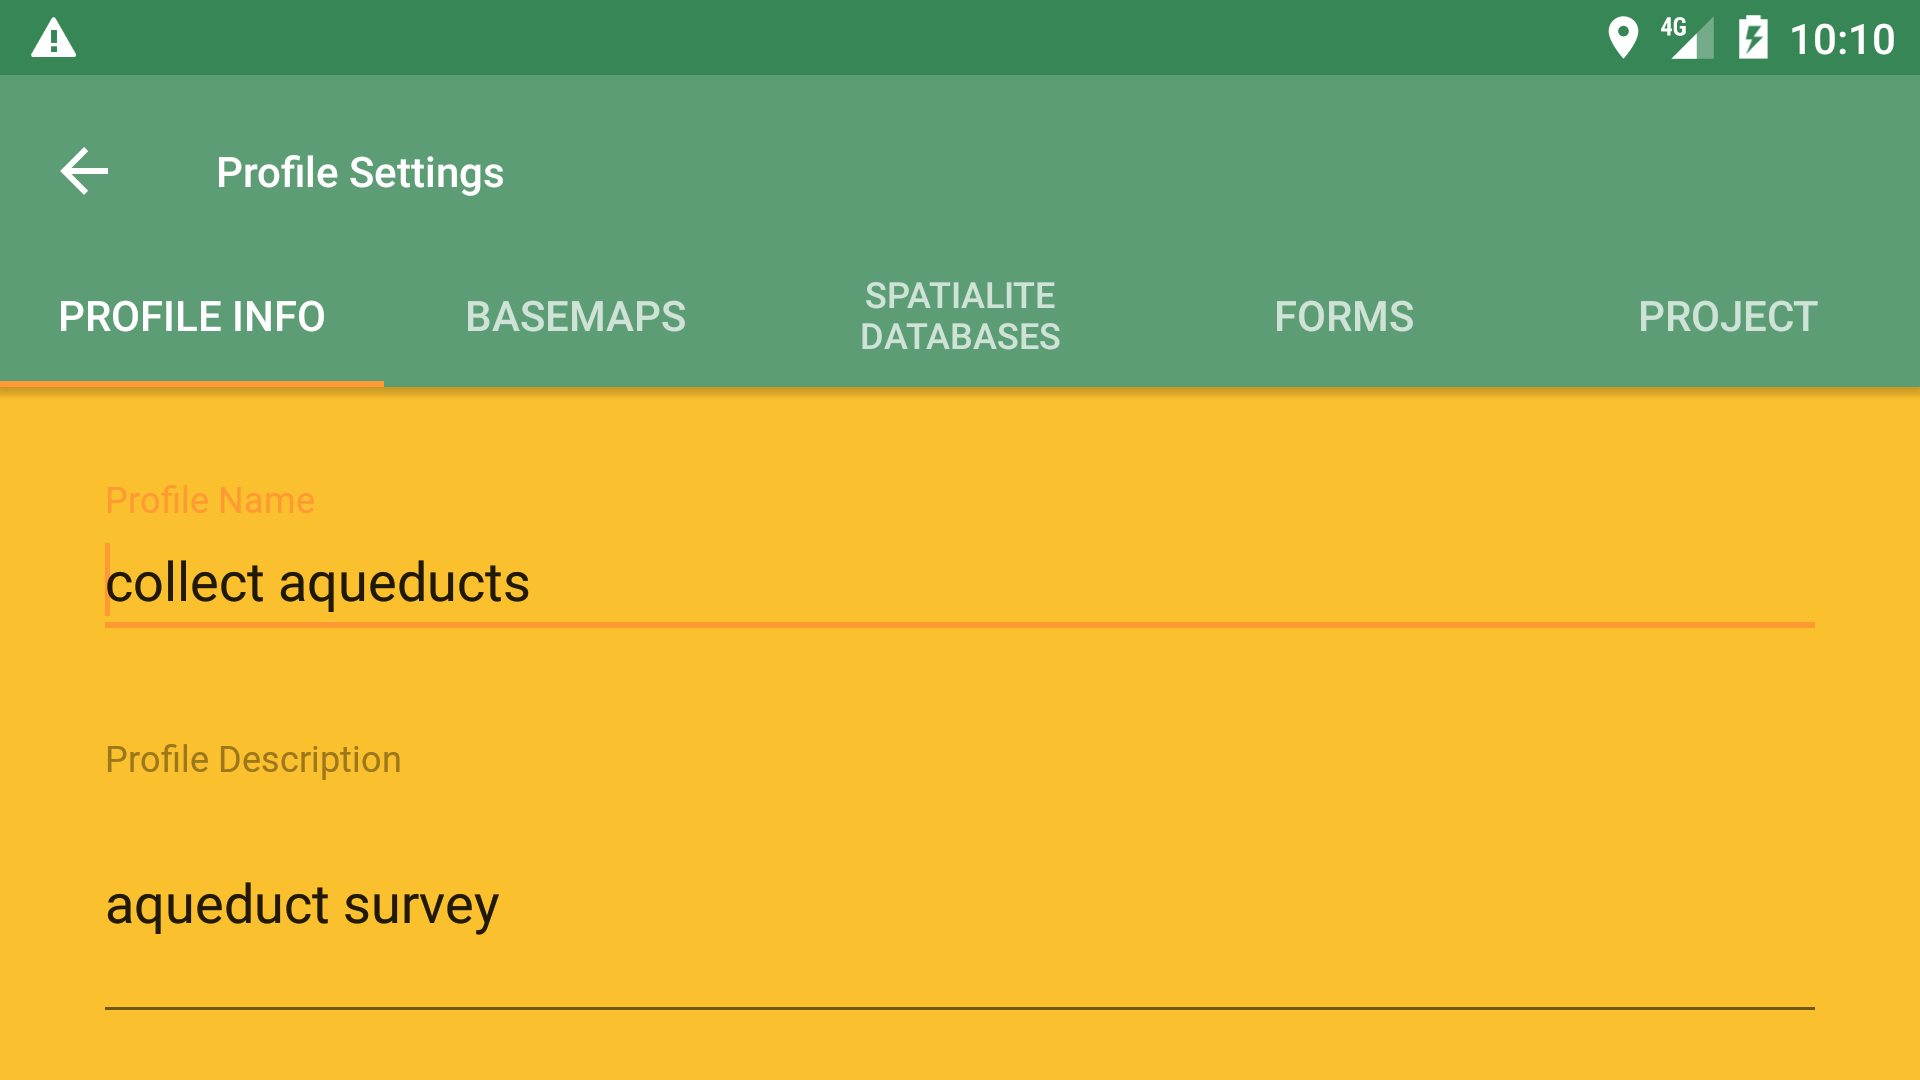 4G 10:10
Profile Settings
PROFILE INFO
BASEMAPS
SPATIALITE
DATABASES
FORMS
PROJECT
Profile Name
collect aqueducts
Profile Description
aqueduct survey